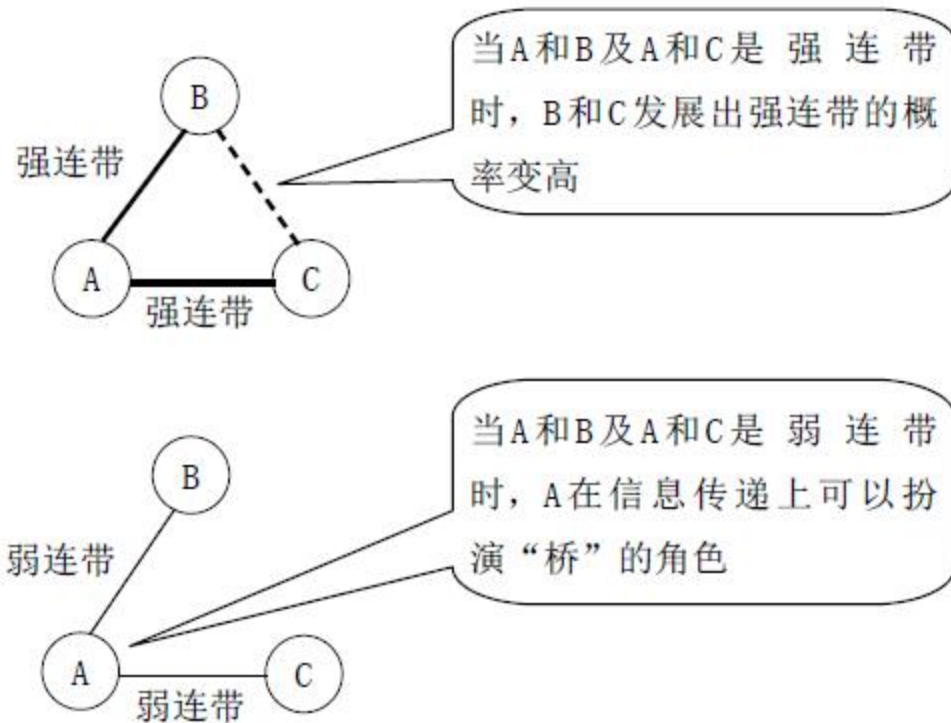 当A和B及A和C是 强 连 带
时，B和C发展出强连带的概
率变高
B
强连带
A
C
强连带
当A和B及A和C是 弱 连 带
时，A在信息传递上可以扮
演“桥”的角色
B
弱连带
A
C
弱连带